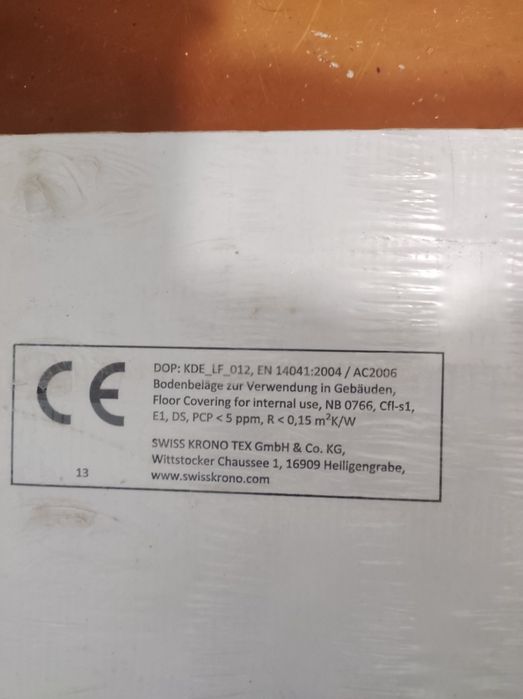 CE
13
DOP: KDE_LF_012, EN 14041:2004 / AC2006
Bodenbeläge zur Verwendung in Gebäuden,
Floor Covering for internal use, NB 0766, Cfl-s1,
E1, DS, PCP < 5 ppm, R < 0,15 m²K/W
SWISS KRONO TEX GmbH & Co. KG,
Wittstocker Chaussee 1, 16909 Heiligengrabe,
www.swisskrono.com